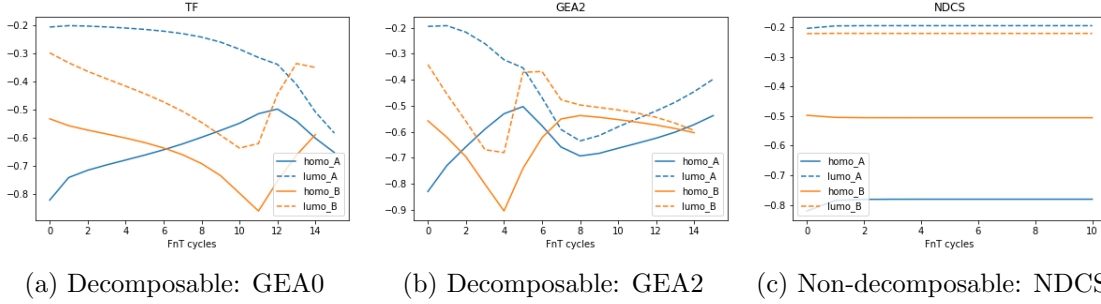 TF
−0.2
−0.3
−0.4
−0.5
−0.6
−0.7
−0.8
0 2 4 6 8 10 12 14
FnT cycles
homo_A
lumo_A
homo_B
lumo_B
(a) Decomposable: GEA0
GEA2
−0.2
−0.3
−0.4
−0.5
−0.6
−0.7
−0.8
−0.9
0 2 4 6 8 10 12 14
FnT cycles
homo_A
lumo_A
homo_B
lumo_B
(b) Decomposable: GEA2
NDCS
−0.2
−0.3
−0.4
−0.5
−0.6
−0.7
−0.8
0 2 4 6 8 10
FnT cycles
homo_A
lumo_A
homo_B
lumo_B
(c) Non-decomposable: NDCS